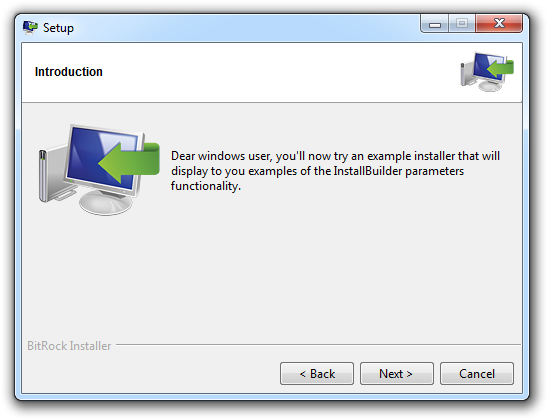 Setup
Introduction
Dear windows user, you'll now try an example installer that will
display to you examples of the InstallBuilder parameters
functionality.
BitRock Installer
< Back
Next >
Cancel